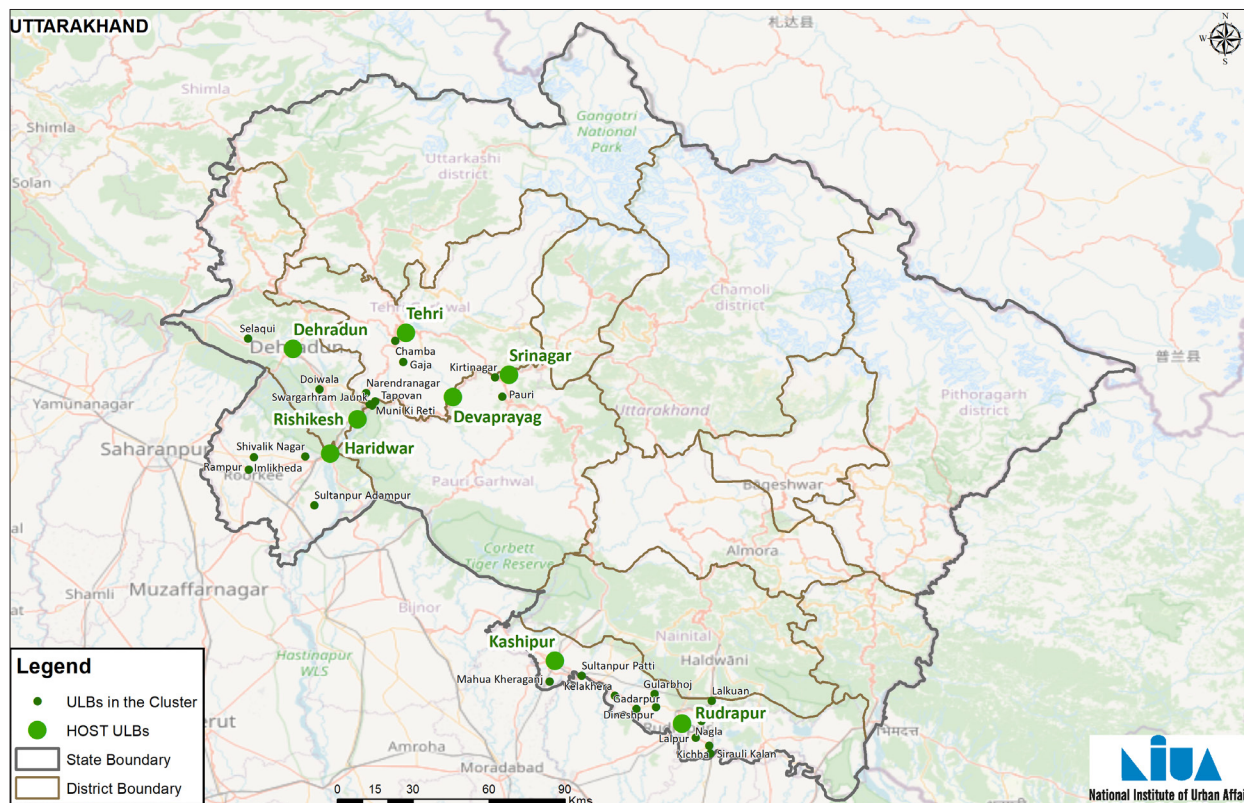 UTTARAKHAND
札达县
N
W E
S
Shimla
Shimla
Solan
Gangotri
National
Park
Uttarkashi
district
Tehri Garhwal
Chamoli
district
普兰县
Selaqui
Dehradun
Dehradun
Tehri
Chamba
Gaja
Kirtinagar
Srinagar
Pauri
Doiwala
Narendranagar
Swargarhram Jaunk
Tapovan
Muni Ki Reti
Devaprayag
Rishikesh
Haridwar
Yamunanagar
Saharanpur
Shivalik Nagar
Rampur
Imlikheda
Roorkee
Sultanpur Adampur
Uttarakhand
Pithoragarh
district
Pauri Garhwal
Bageshwar
Almora
Corbett
Tiger Reserve
Shamli
Muzaffarnagar
Bijnor
Hastinapur
WLS
Nainital
Haldwāni
Kashipur
Mahua Kheraganj
Sultanpur Patti
Kelakhera
Gularbhoj
Gadarpur
Dineshpur
Lalkuan
Rudrapur
Nagla
Lalpur
Kichha
Sirauli Kalan
Amroha
Moradabad
Legend
ULBs in the Cluster
HOST ULBs
State Boundary
District Boundary
0 15 30 60 90
Kms
NIUA
National Institute of Urban Affai